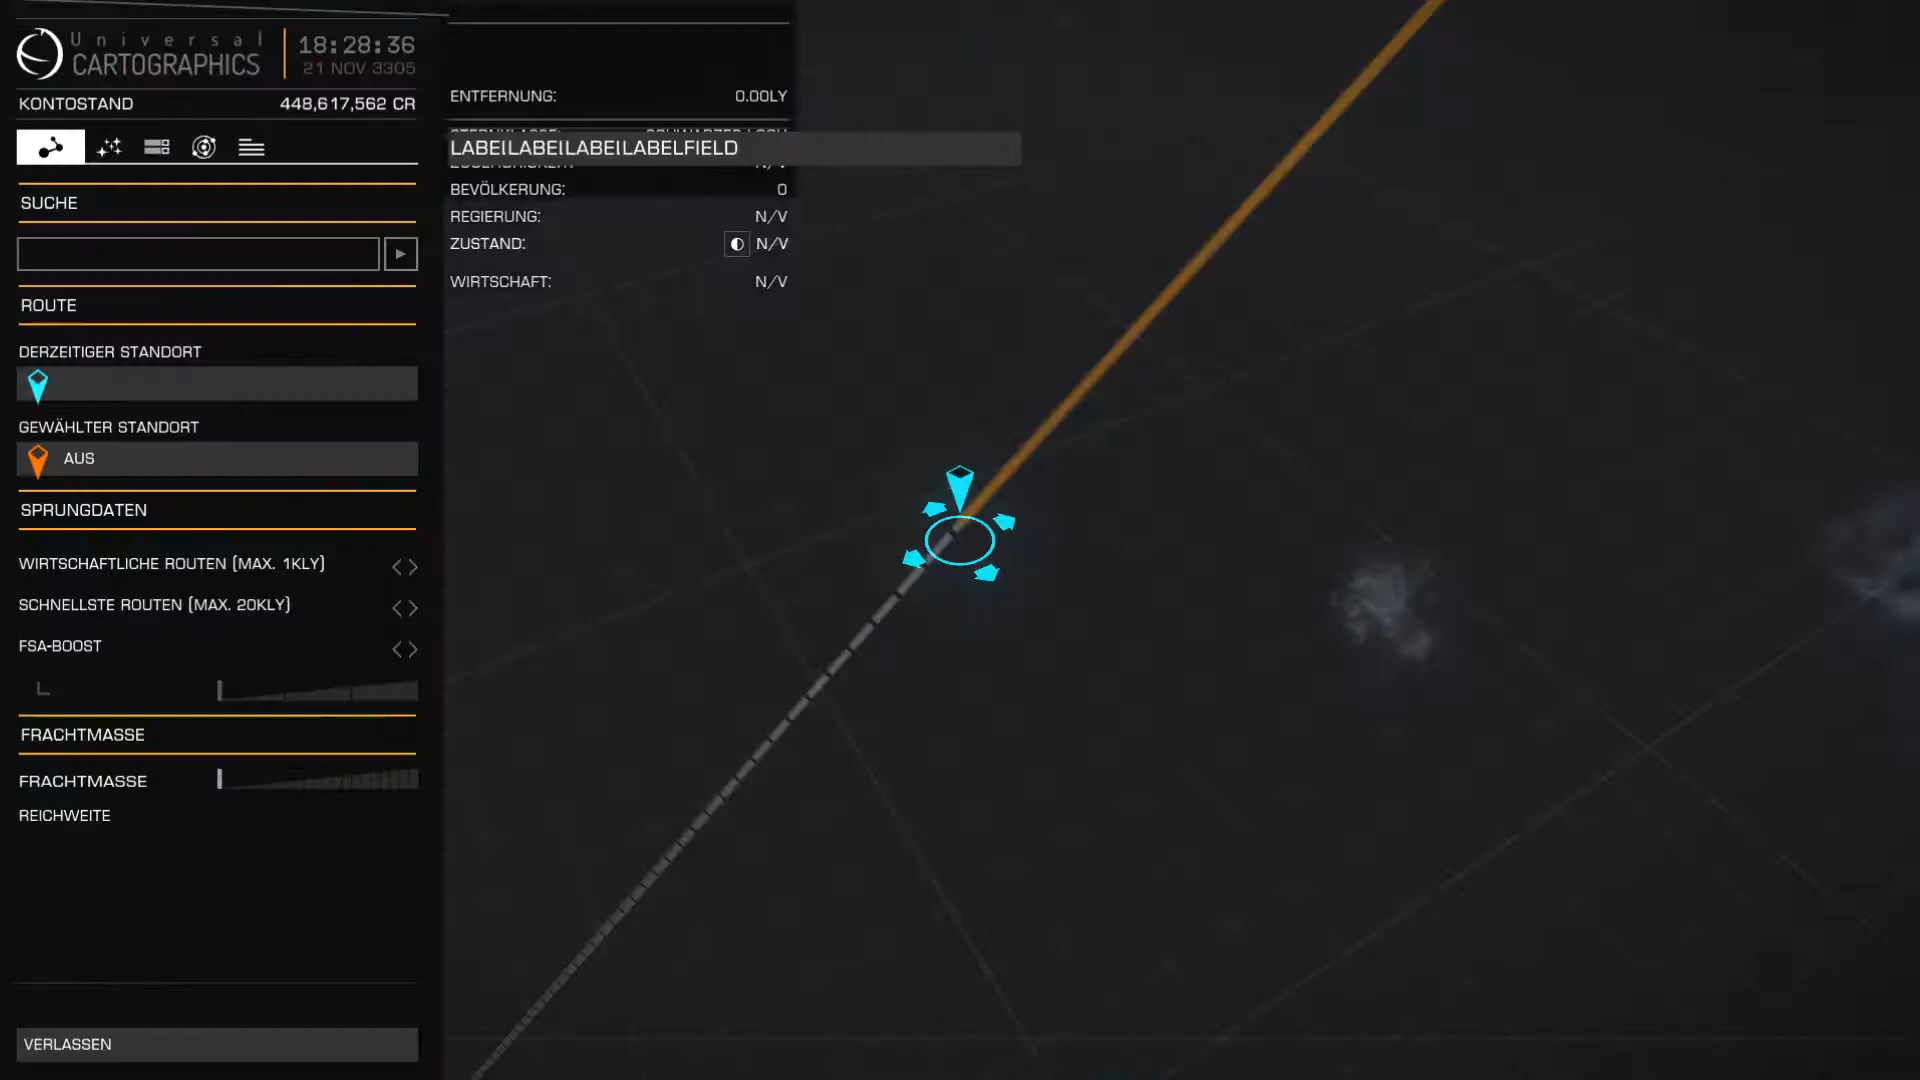 Universal
CARTOGRAPHICS
18:28:36
21 NOV 3305
KONTOSTAND 448,617,562 CR
SUCHE
ROUTE
DERZEITIGER STANDORT
GEWÄHLTER STANDORT
AUS
SPRUNGDATEN
WIRTSCHAFTLICHE ROUTEN (MAX. 1KLY)
SCHNELLSTE ROUTEN (MAX. 20KLY)
FSA-BOOST
FRACHTMASSE
FRACHTMASSE
REICHWEITE
VERLASSEN
ENTFERNUNG: 0.00LY
LABElLABElLABElLABELFIELD
BEVÖLKERUNG: 0
REGIERUNG: N/V
ZUSTAND: N/V
WIRTSCHAFT: N/V